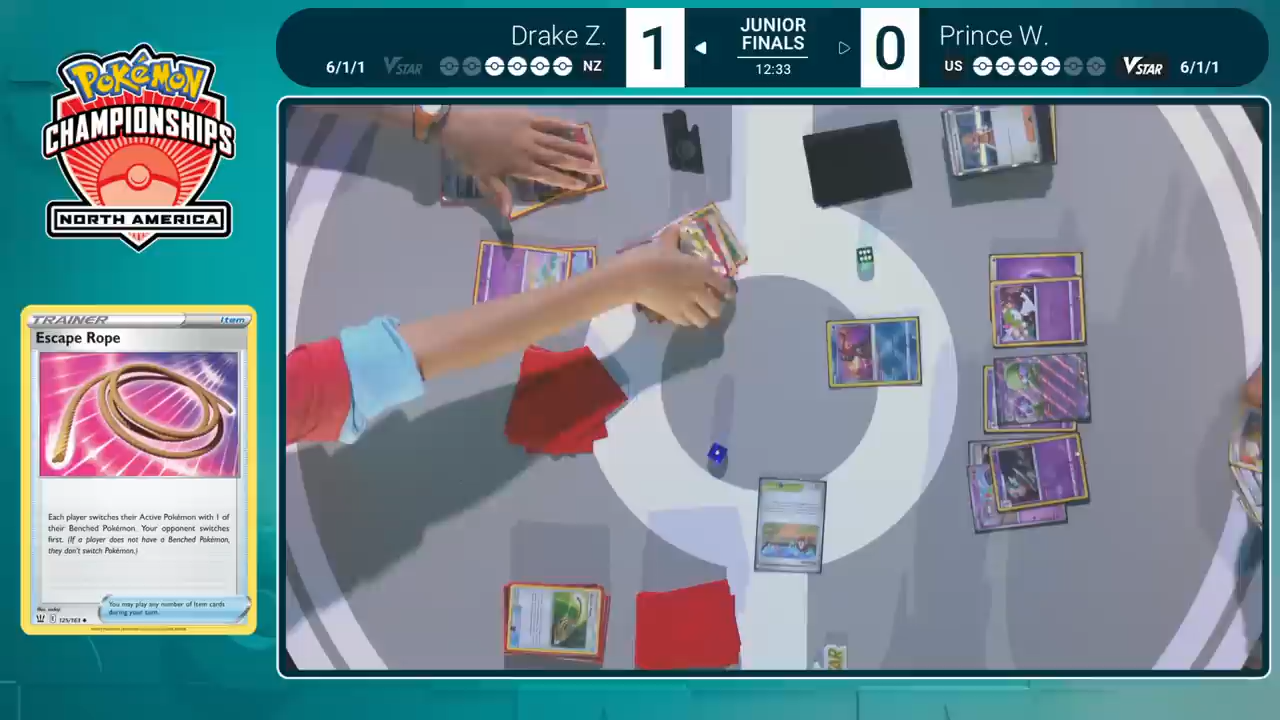 Drake Z.
1
JUNIOR
FINALS
12:33
0
Prince W.
6/1/1
VSTAR
NZ
US
VSTAR
6/1/1
Pokémon
CHAMPIONSHIPS
NORTH AMERICA
TRAINER
Item
Escape Rope
Each player switches their Active Pokémon with 1 of
their Benched Pokémon. Your opponent switches
first. (If a player does not have a Benched Pokémon,
they don't switch Pokémon.)
You may play any number of Item cards
during your turn.
125/163